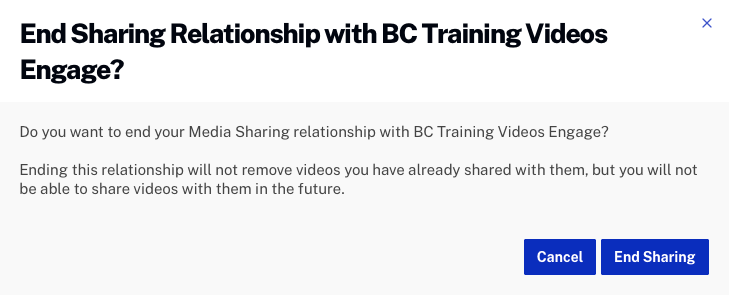 End Sharing Relationship with BC Training Videos
Engage?
Do you want to end your Media Sharing relationship with BC Training Videos Engage?
Ending this relationship will not remove videos you have already shared with them, but you will not
be able to share videos with them in the future.
Cancel
End Sharing